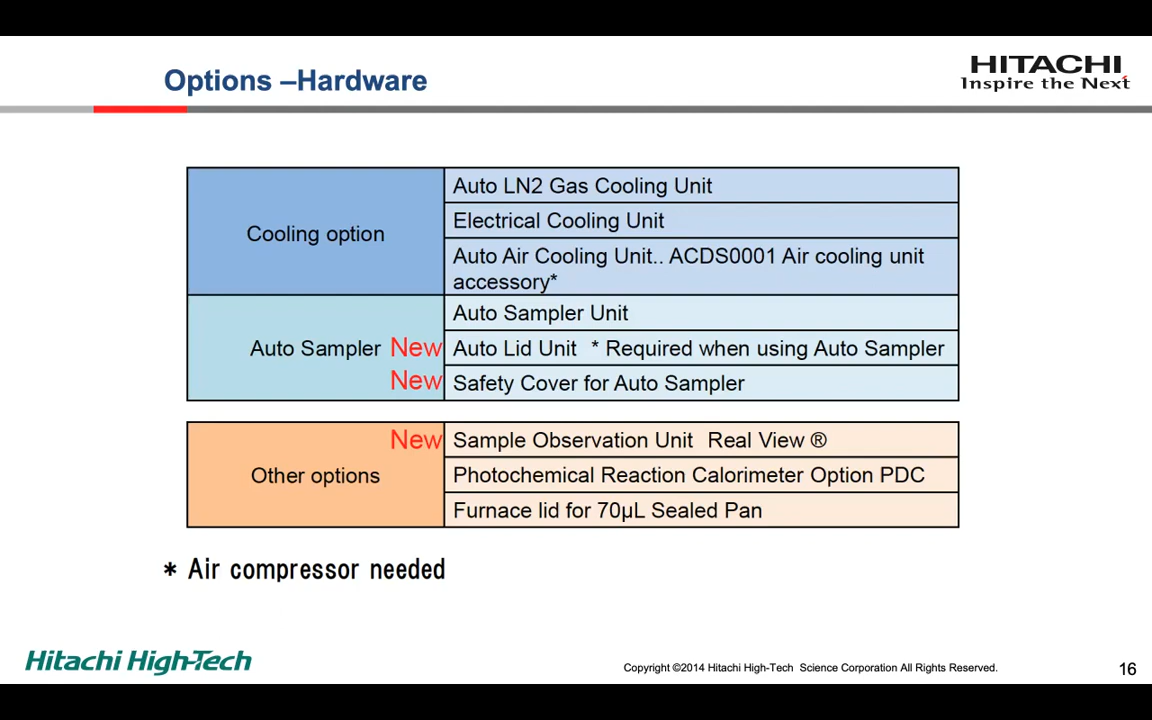 Options –Hardware
HITACHI
Inspire the Next
Cooling option
Auto LN2 Gas Cooling Unit
Electrical Cooling Unit
Auto Air Cooling Unit.. ACDS0001 Air cooling unit
accessory*
Auto Sampler
Auto Sampler Unit
New Auto Lid Unit * Required when using Auto Sampler
New Safety Cover for Auto Sampler
Other options
New Sample Observation Unit Real View ®
Photochemical Reaction Calorimeter Option PDC
Furnace lid for 70µL Sealed Pan
* Air compressor needed
Hitachi High-Tech
Copyright ©2014 Hitachi High-Tech Science Corporation All Rights Reserved.
16